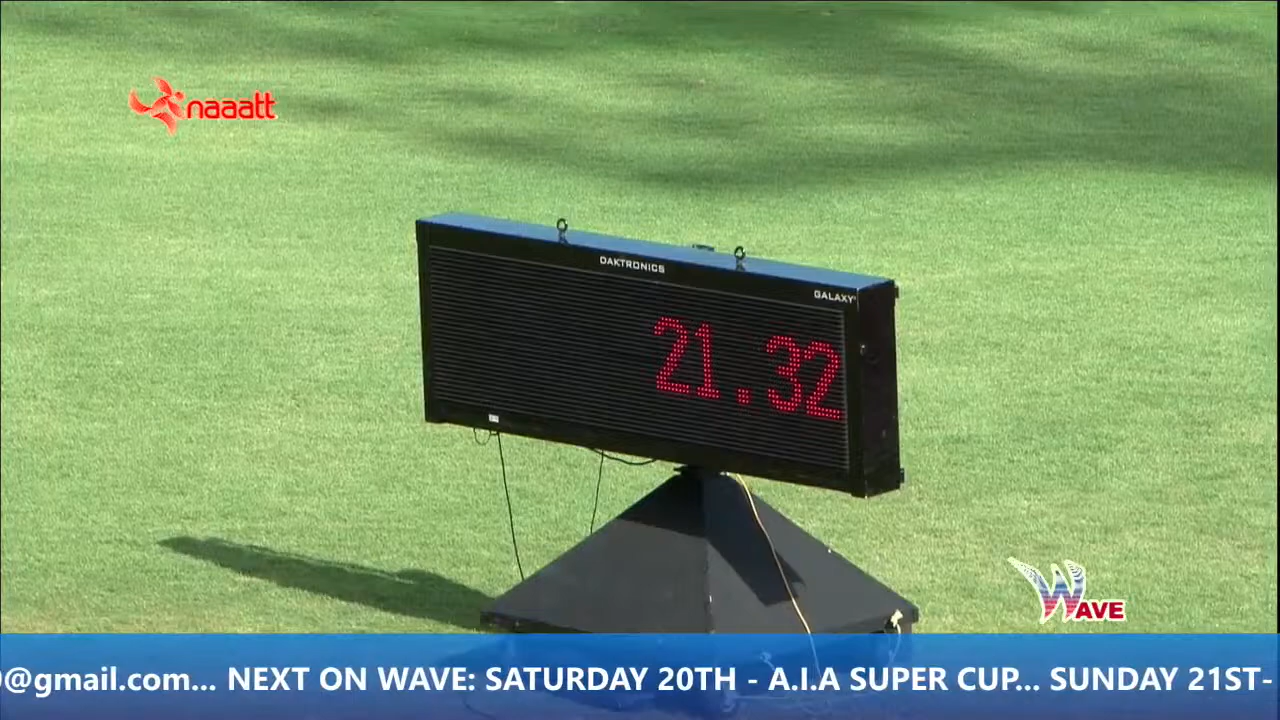 naaatt
DAKTRONICS
GALAXY
21.32
WAVE
@gmail.com... NEXT ON WAVE: SATURDAY 20TH - A.I.A SUPER CUP... SUNDAY 21ST-